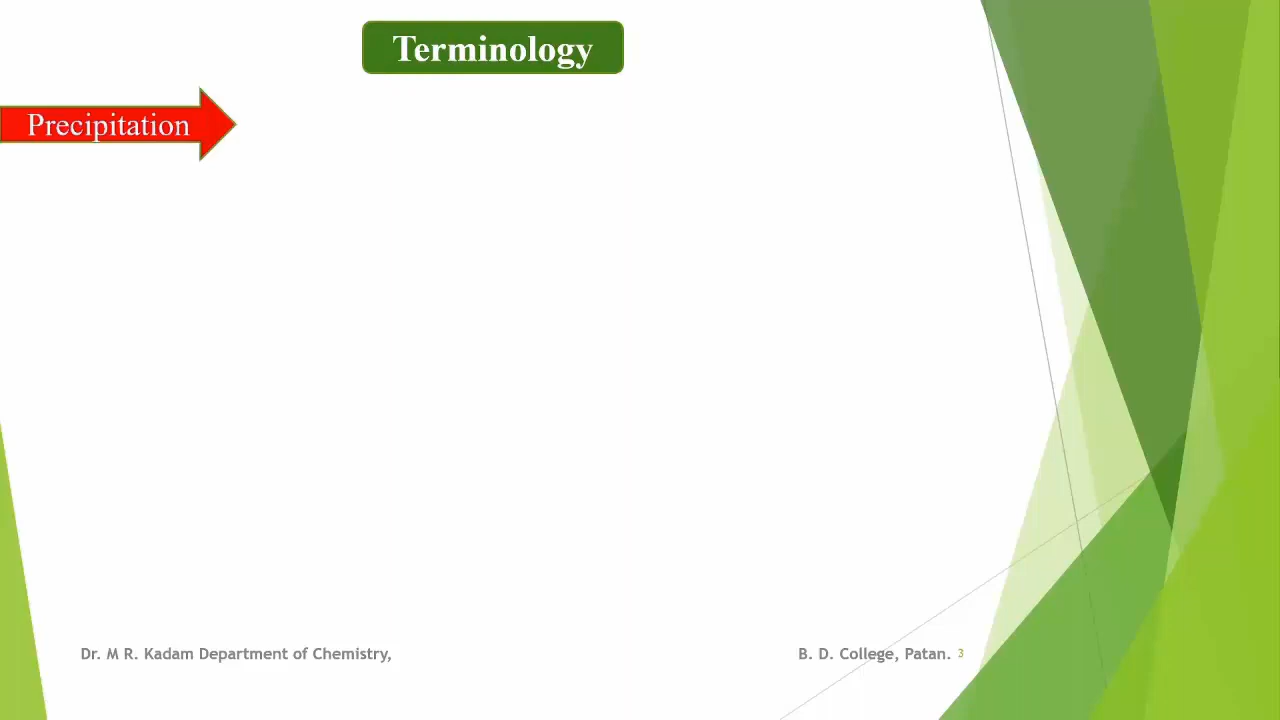 Terminology
Precipitation
Dr. M R. Kadam Department of Chemistry,
B. D. College, Patan. 3